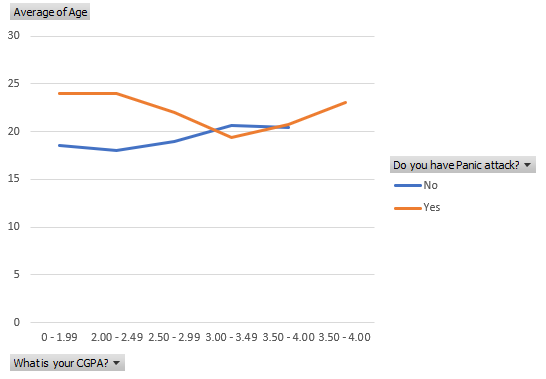 Average of Age
30
25
20
15
10
5
0
0 - 1.99 2.00 - 2.49 2.50 - 2.99 3.00 - 3.49 3.50 - 4.00 3.50 - 4.00
Do you have Panic attack?
No
Yes
What is your CGPA?